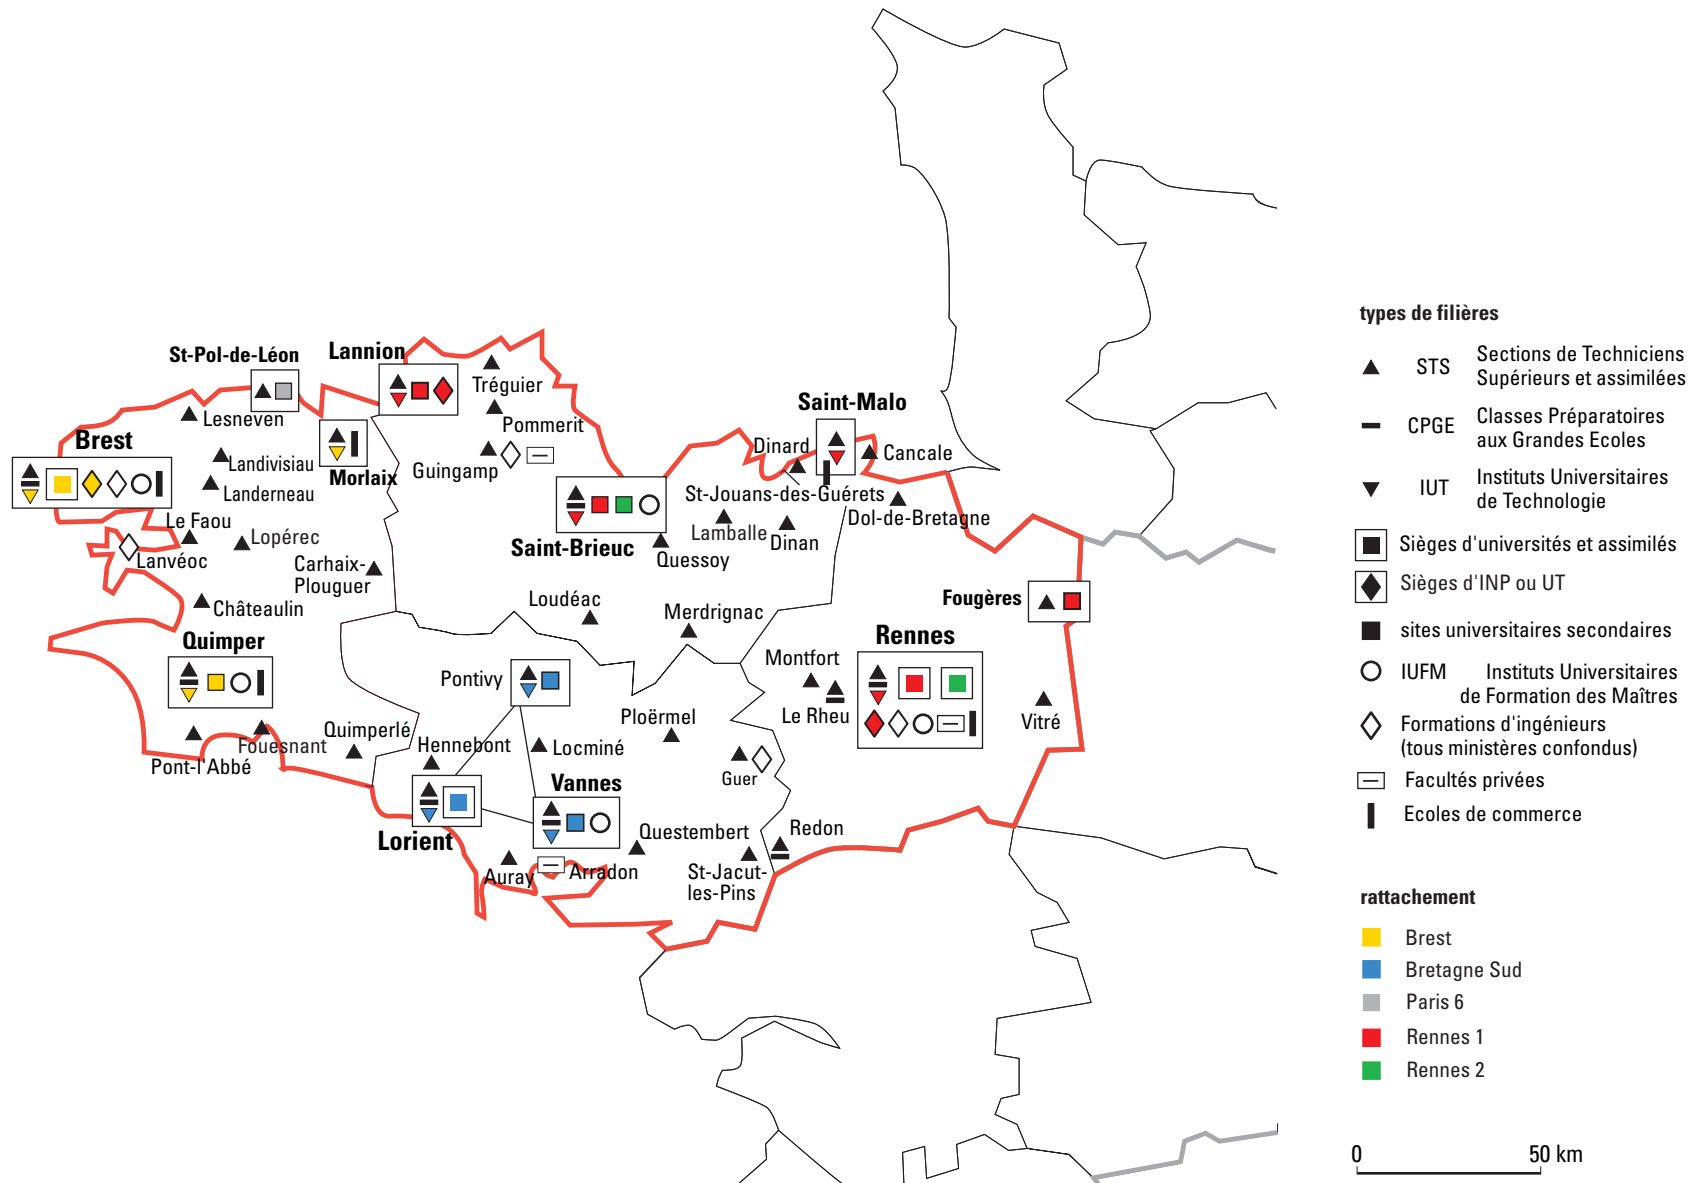 St-Pol-de-Léon
Lannion
Tréguier
Lesneven
Pommerit
Saint-Malo
Brest
Landivisiau
Morlaix
Guingamp
Dinard
Cancale
Landerneau
St-Jouans-des-Guérets
Le Faou
Lamballe
Dol-de-Bretagne
Lopérec
Saint-Brieuc
Dinan
Lanvéoc
Carhaix-
Plouguer
Quessoy
Châteaulin
Loudéac
Merdrignac
Fougères
Quimper
Rennes
Pontivy
Montfort
Le Rheu
Vitré
Quimperlé
Ploërmel
Fouesnant
Hennebont
Locminé
Pont-l'Abbé
Guer
Vannes
Lorient
Questembert
Redon
Auray
Arradon
St-Jacut-
les-Pins
types de filières
STS Sections de Techniciens
Supérieurs et assimilées
CPGE Classes Préparatoires
aux Grandes Ecoles
IUT Instituts Universitaires
de Technologie
Sièges d'universités et assimilés
Sièges d'INP ou UT
sites universitaires secondaires
IUFM Instituts Universitaires
de Formation des Maîtres
Formations d'ingénieurs
(tous ministères confondus)
Facultés privées
Ecoles de commerce
rattachement
Brest
Bretagne Sud
Paris 6
Rennes 1
Rennes 2
0 50 km